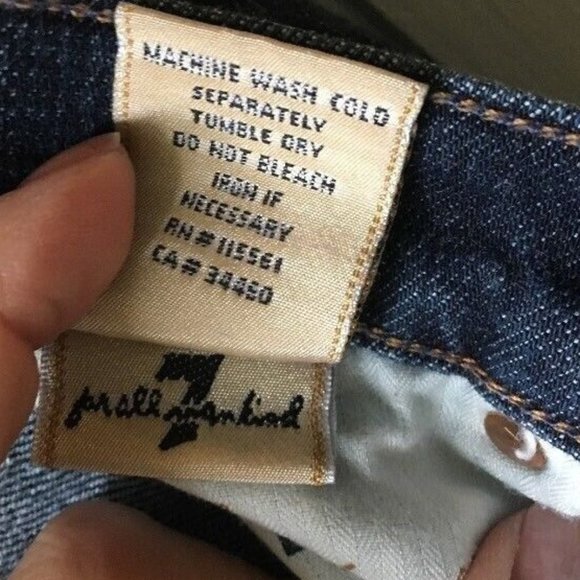 MACHINE WASH COLD
SEPARATELY
TUMBLE DRY
DO NOT BLEACH
IRON IF
NECESSARY
RN# 115561
CA# 34460
7
for all mankind